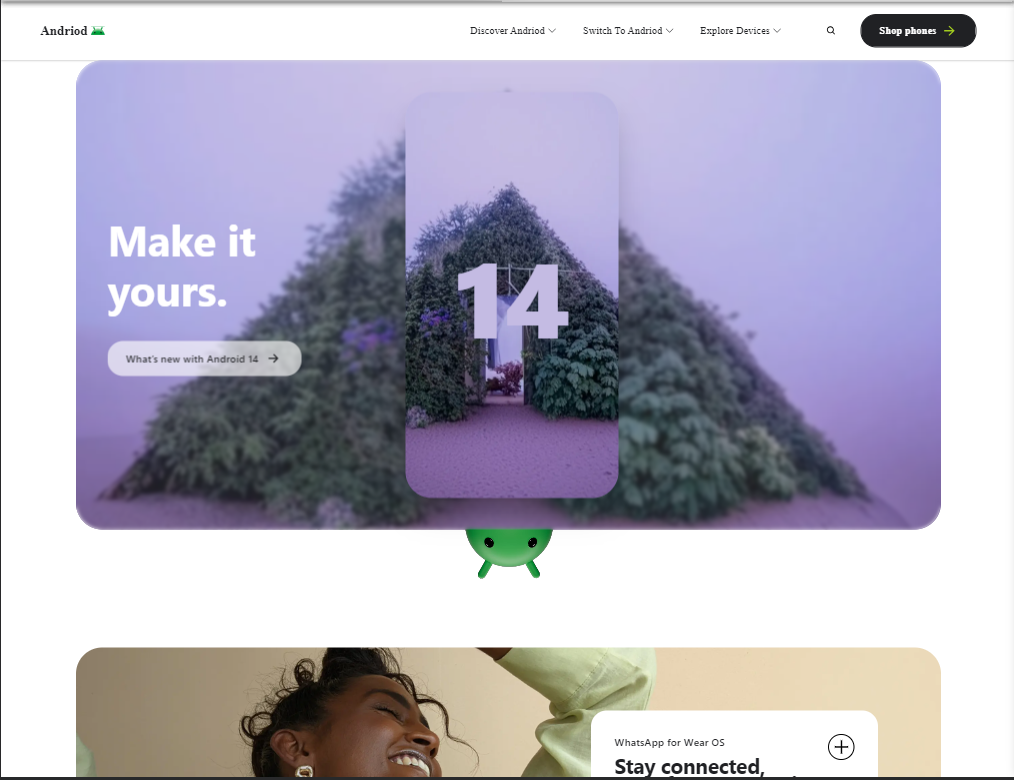 Andriod
Discover Andriod
Switch To Andriod
Explore Devices
Shop phones
14
Make it
yours.
What's new with Android 14
WhatsApp for Wear OS
Stay connected,